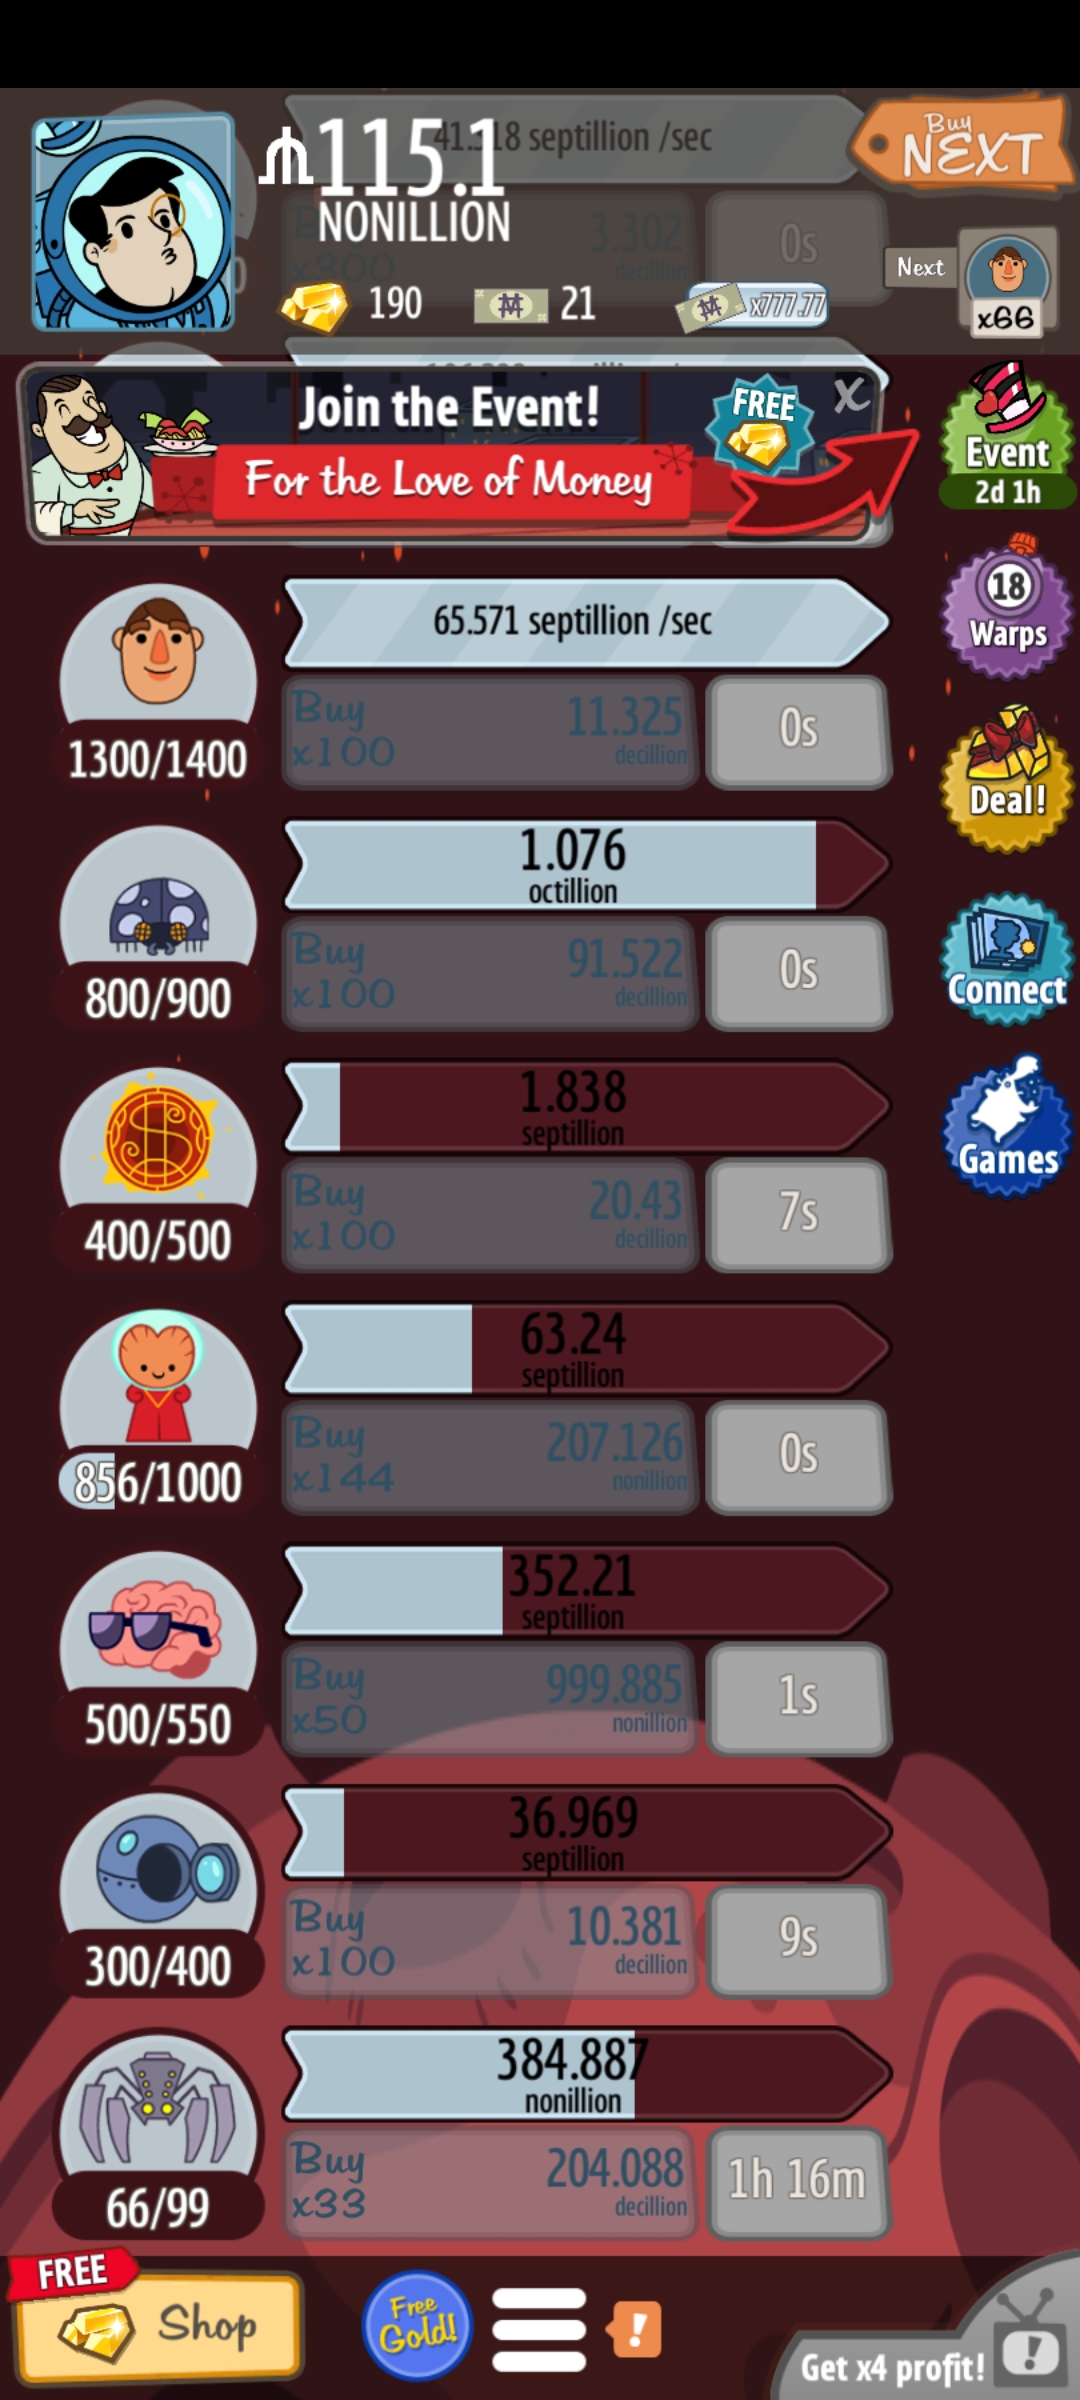 41.118 septillion /sec
₼115.1
NONILLION
Buy
NEXT
3.302
decillion
x300
0s
190
21
x777.77
Next
x66
Join the Event!
FREE
X
For the Love of Money
Event
2d 1h
65.571 septillion /sec
Buy
x100
11.325
decillion
0s
1300/1400
18
Warps
1.076
octillion
Buy
x100
91.522
decillion
0s
800/900
Deal!
1.838
septillion
Buy
x100
20.43
decillion
7s
400/500
Connect
63.24
septillion
Buy
x144
207.126
nonillion
0s
856/1000
Games
352.21
septillion
Buy
x50
999.885
nonillion
1s
500/550
36.969
septillion
Buy
x100
10.381
decillion
9s
300/400
384.887
nonillion
Buy
x33
204.088
decillion
1h 16m
66/99
FREE
Shop
Free
Gold!
!
Get x4 profit!
!